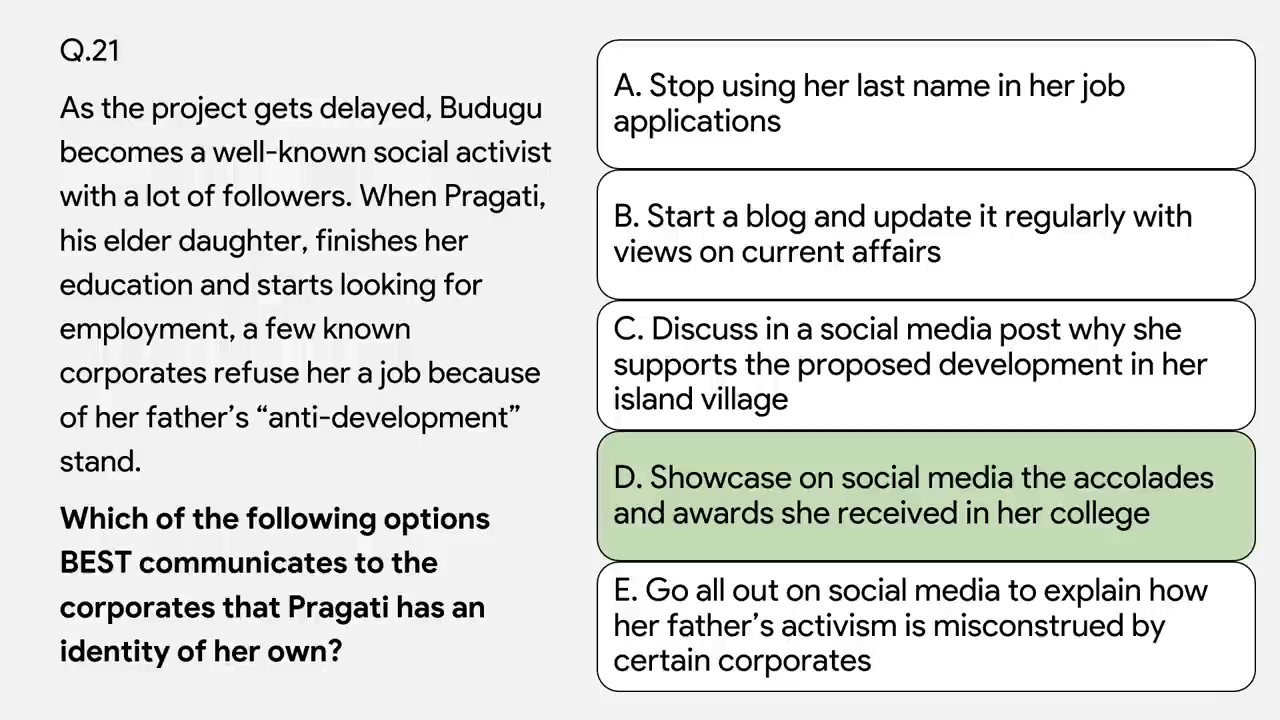 Q.21
As the project gets delayed, Budugu
becomes a well-known social activist
with a lot of followers. When Pragati,
his elder daughter, finishes her
education and starts looking for
employment, a few known
corporates refuse her a job because
of her father’s “anti-development”
stand.
Which of the following options
BEST communicates to the
corporates that Pragati has an
identity of her own?
A. Stop using her last name in her job
applications
B. Start a blog and update it regularly with
views on current affairs
C. Discuss in a social media post why she
supports the proposed development in her
island village
D. Showcase on social media the accolades
and awards she received in her college
E. Go all out on social media to explain how
her father’s activism is misconstrued by
certain corporates